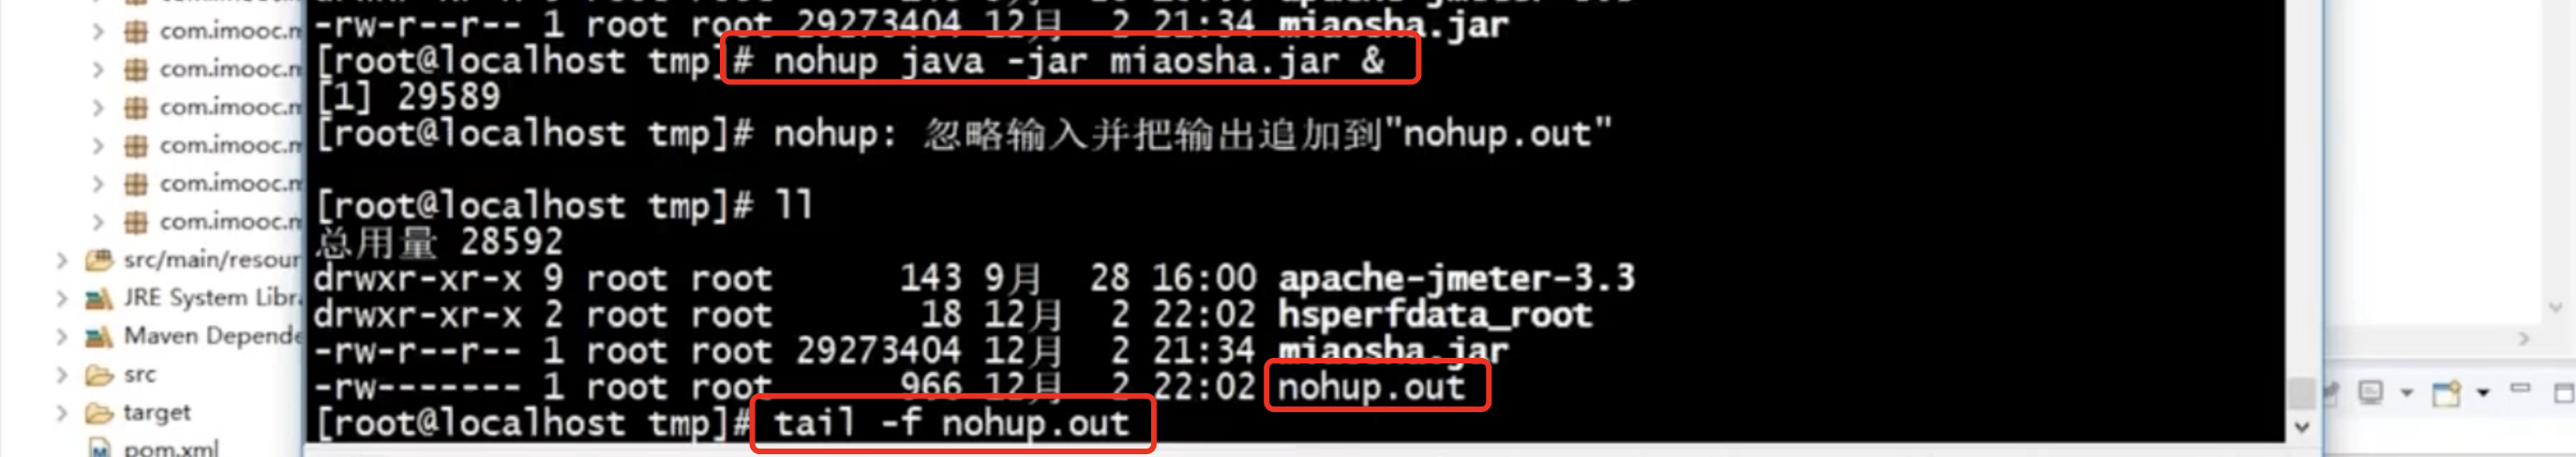 com.imooc.m
com.imooc.m
com.imooc.m
com.imooc.m
com.imooc.m
com.imooc.m
src/main/resour
JRE System Libra
Maven Depende
src
target
pom.xml
-rw-r--r-- 1 root root 29273404 12月 2 21:34 miaosha.jar
[root@localhost tmp]# nohup java -jar miaosha.jar &
[1] 29589
[root@localhost tmp]# nohup: 忽略输入并把输出追加到"nohup.out"
[root@localhost tmp]# ll
总用量 28592
drwxr-xr-x 9 root root 143 9月 28 16:00 apache-jmeter-3.3
drwxr-xr-x 2 root root 18 12月 2 22:02 hsperfdata_root
-rw-r--r-- 1 root root 29273404 12月 2 21:34 miaosha.jar
-rw------- 1 root root 966 12月 2 22:02 nohup.out
[root@localhost tmp]# tail -f nohup.out